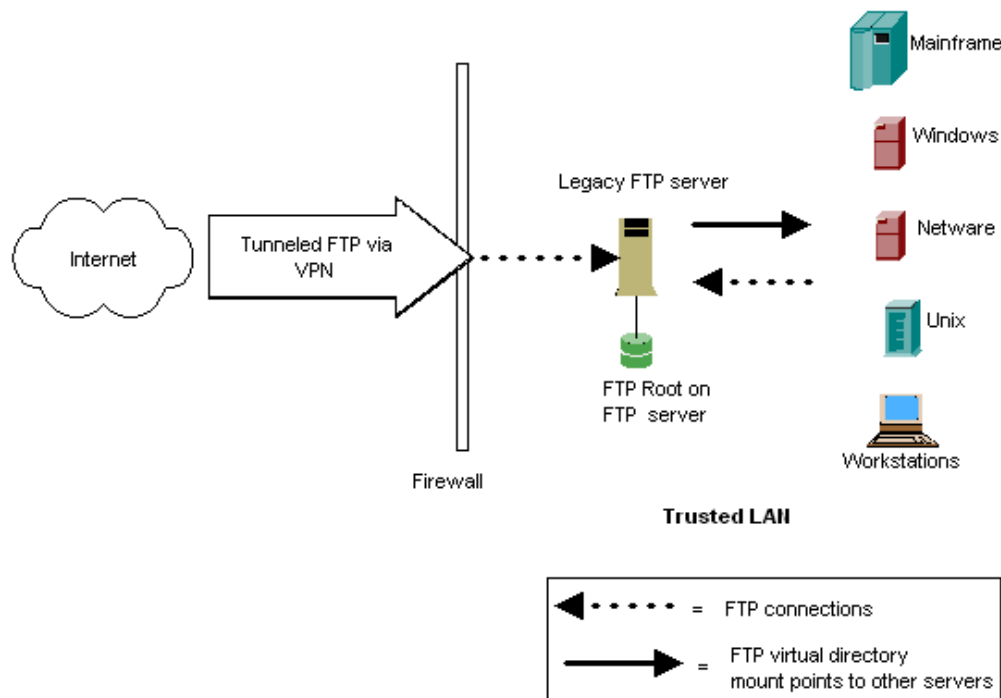 Mainframe
Windows
Legacy FTP server
Netware
Tunneled FTP via
VPN
Internet
Unix
FTP Root on
FTP server
Workstations
Firewall
Trusted LAN
= FTP connections
= FTP virtual directory
mount points to other servers